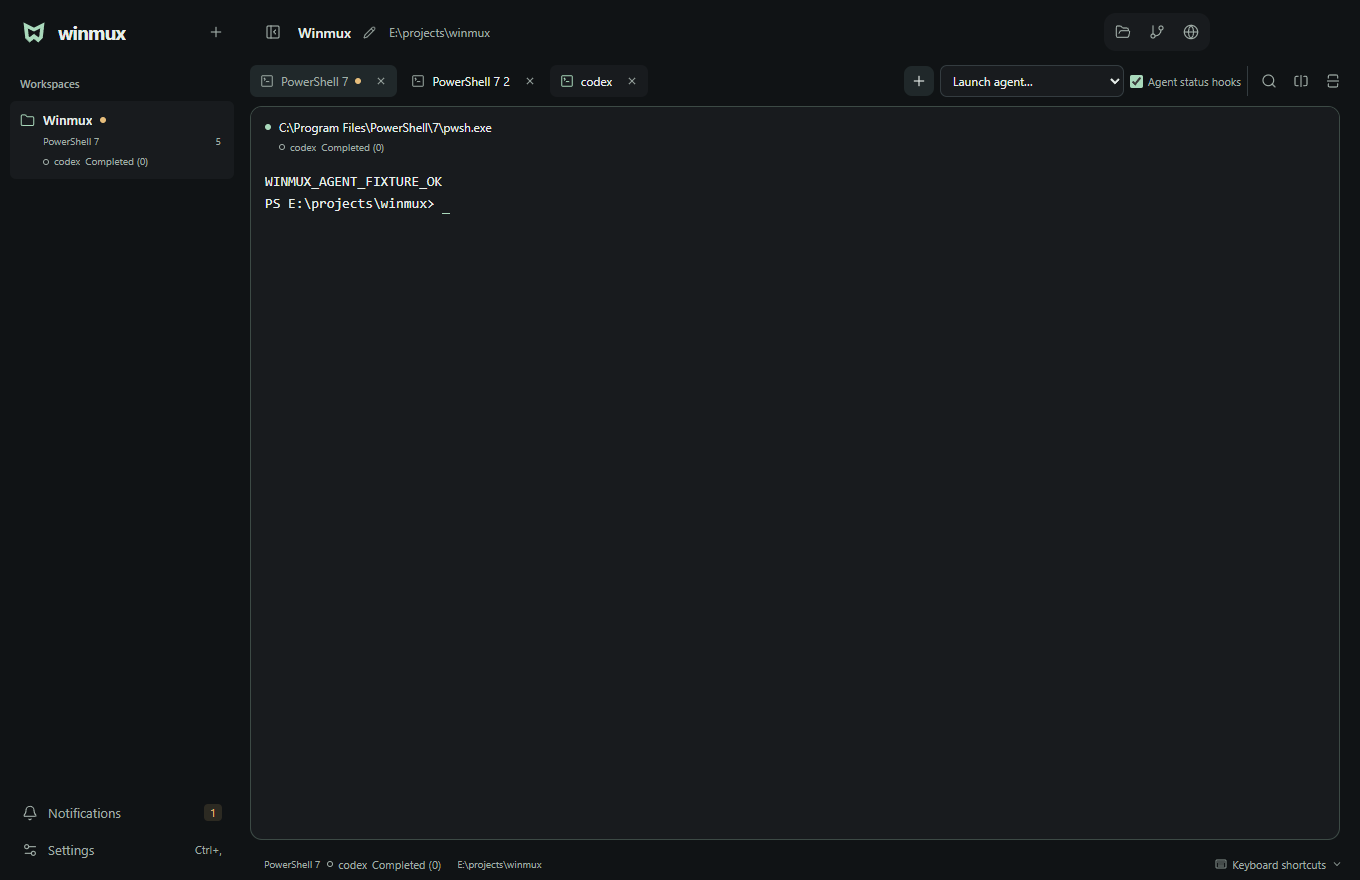 winmux
Winmux E:\projects\winmux
Workspaces
PowerShell 7
PowerShell 7 2
codex
Launch agent...
Agent status hooks
Winmux
PowerShell 7 5
codex Completed (0)
C:\Program Files\PowerShell\7\pwsh.exe
codex Completed (0)
WINMUX_AGENT_FIXTURE_OK
PS E:\projects\winmux> _
Notifications 1
Settings Ctrl+,
PowerShell 7 codex Completed (0) E:\projects\winmux
Keyboard shortcuts